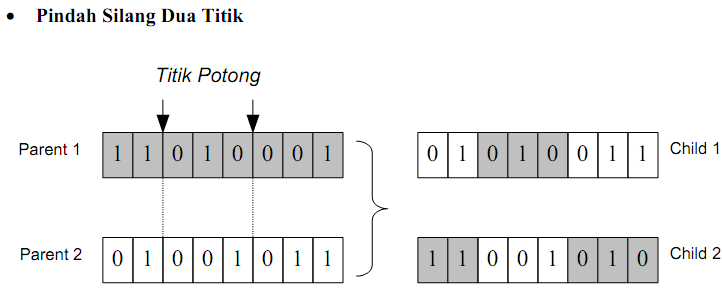 • Pindah Silang Dua Titik
Titik Potong
Parent 1 1 1 0 1 0 0 0 1
0 1 0 1 0 0 1 1 Child 1
Parent 2 0 1 0 0 1 0 1 1
1 1 0 0 1 0 1 0 Child 2